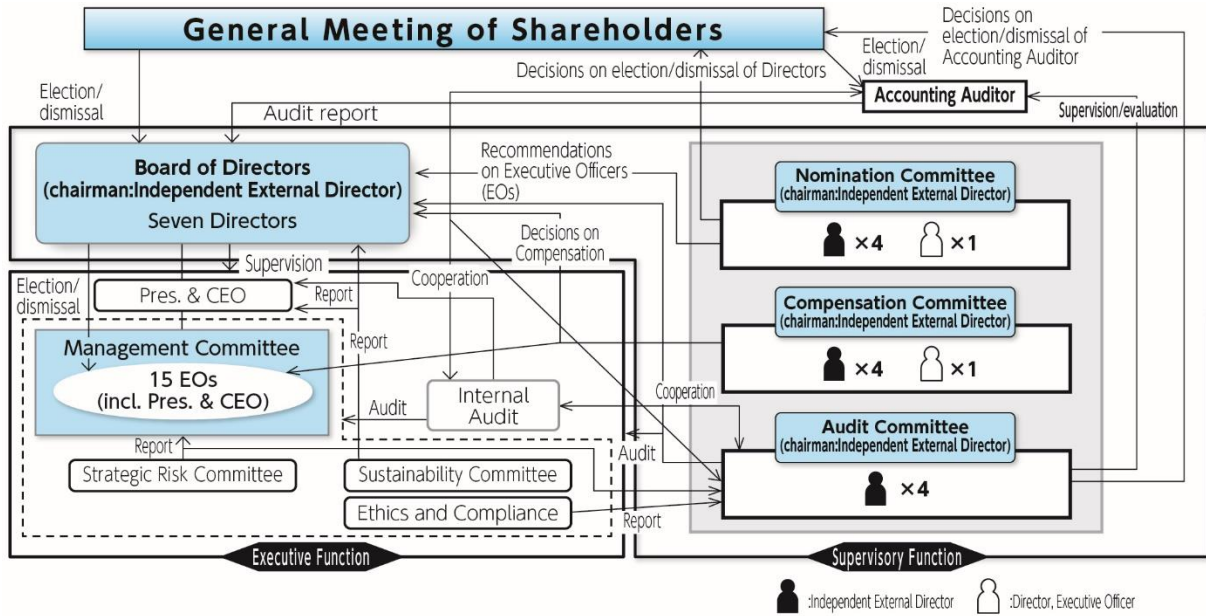 General Meeting of Shareholders
Decisions on
election/dismissal of
Accounting Auditor
Election/
dismissal
Decisions on election/dismissal of Directors
Accounting Auditor
Supervision/evaluation
Election/
dismissal
Audit report
Board of Directors
(chairman:Independent External Director)
Seven Directors
Recommendations
on Executive Officers
(EOs)
Nomination Committee
(chairman:Independent External Director)
×4
×1
Decisions on
Compensation
Cooperation
Supervision
Election/
dismissal
Pres. & CEO
Report
Compensation Committee
(chairman:Independent External Director)
×4
×1
Management Committee
15 EOs
(incl. Pres. & CEO)
Report
Internal
Audit
Audit
Cooperation
Audit Committee
(chairman:Independent External Director)
×4
Audit
Report
Strategic Risk Committee
Sustainability Committee
Ethics and Compliance
Report
Executive Function
Supervisory Function
:Independent External Director
:Director, Executive Officer